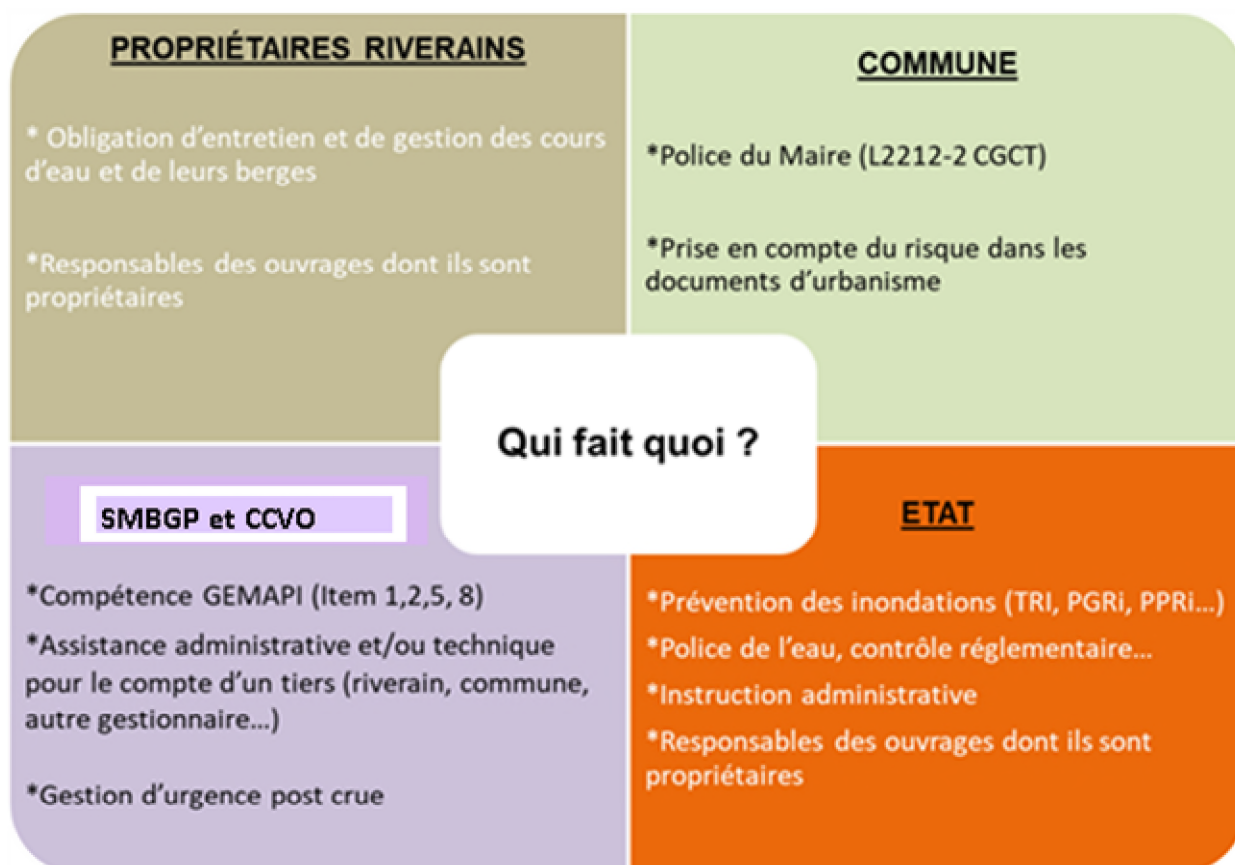 PROPRIÉTAIRES RIVERAINS
* Obligation d'entretien et de gestion des cours
d'eau et de leurs berges
*Responsables des ouvrages dont ils sont
propriétaires
COMMUNE
*Police du Maire (L2212-2 CGCT)
*Prise en compte du risque dans les
documents d'urbanisme
Qui fait quoi ?
SMBGP et CCVO
*Compétence GEMAPI (Item 1,2,5, 8)
*Assistance administrative et/ou technique
pour le compte d'un tiers (riverain, commune,
autre gestionnaire…)
*Gestion d'urgence post crue
ETAT
*Prévention des inondations (TRI, PGRi, PPRi…)
*Police de l'eau, contrôle réglementaire…
*Instruction administrative
*Responsables des ouvrages dont ils sont
propriétaires